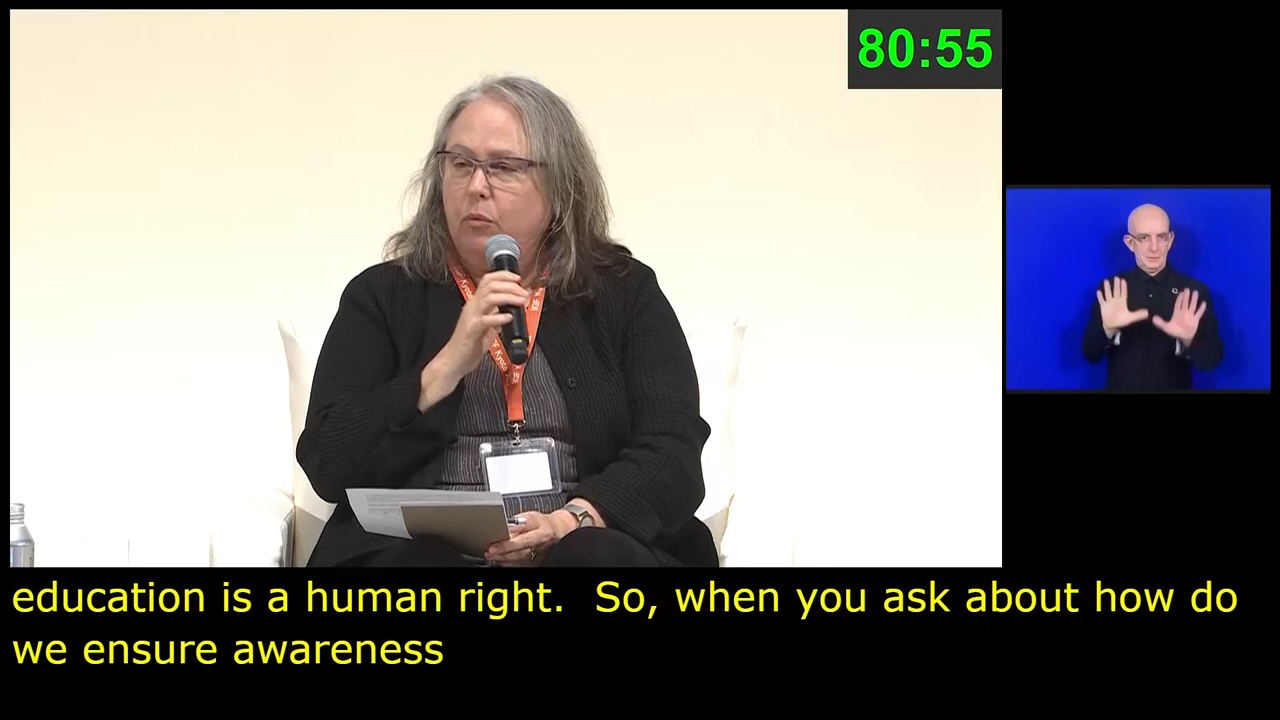 80:55
education is a human right.  So, when you ask about how do
we ensure awareness